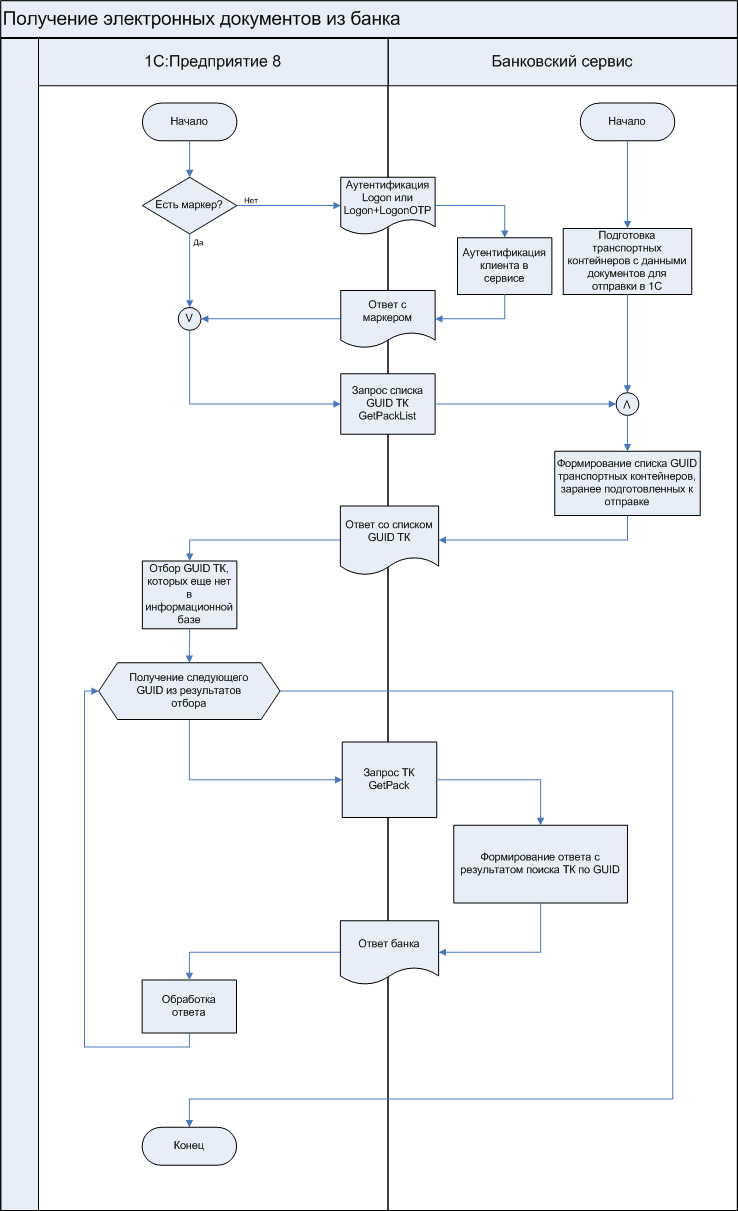 Получение электронных документов из банка
1С:Предприятие 8
Банковский сервис
Начало
Начало
Есть маркер?
Нет
Да
Аутентификация
Logon или
Logon+LogonOTP
Аутентификация
клиента в
сервисе
Подготовка
транспортных
контейнеров с данными
документов для
отправки в 1С
Ответ с
маркером
V
Запрос списка
GUID ТК
GetPackList
Λ
Формирование списка GUID
транспортных контейнеров,
заранее подготовленных к
отправке
Ответ со списком
GUID ТК
Отбор GUID ТК,
которых еще нет
в
информационной
базе
Получение следующего
GUID из результатов
отбора
Запрос ТК
GetPack
Формирование ответа с
результатом поиска ТК по GUID
Ответ банка
Обработка
ответа
Конец